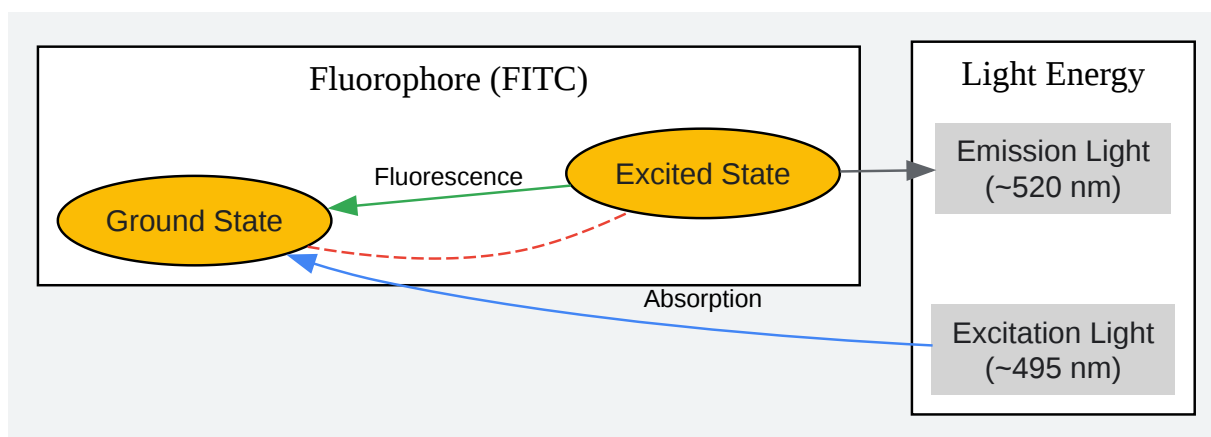 Fluorophore (FITC)
Light Energy
Emission Light
(~520 nm)
Excited State
Fluorescence
Ground State
Absorption
Excitation Light
(~495 nm)